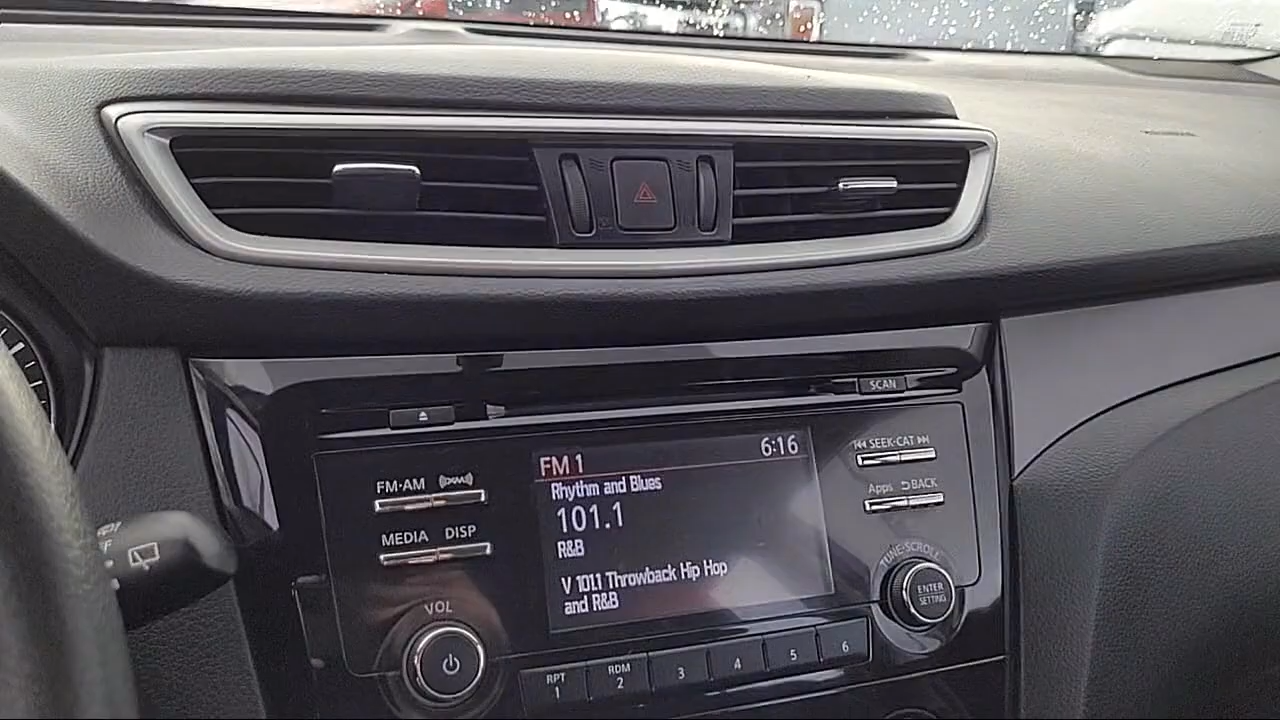 SCAN
FM 1 6:16
Rhythm and Blues
101.1
R&B
V 101.1 Throwback Hip Hop
and R&B
FM·AM
MEDIA DISP
VOL
SEEK·CAT
Apps BACK
TUNE·SCROLL
ENTER
SETTING
RPT
1
RDM
2
3
4
5
6